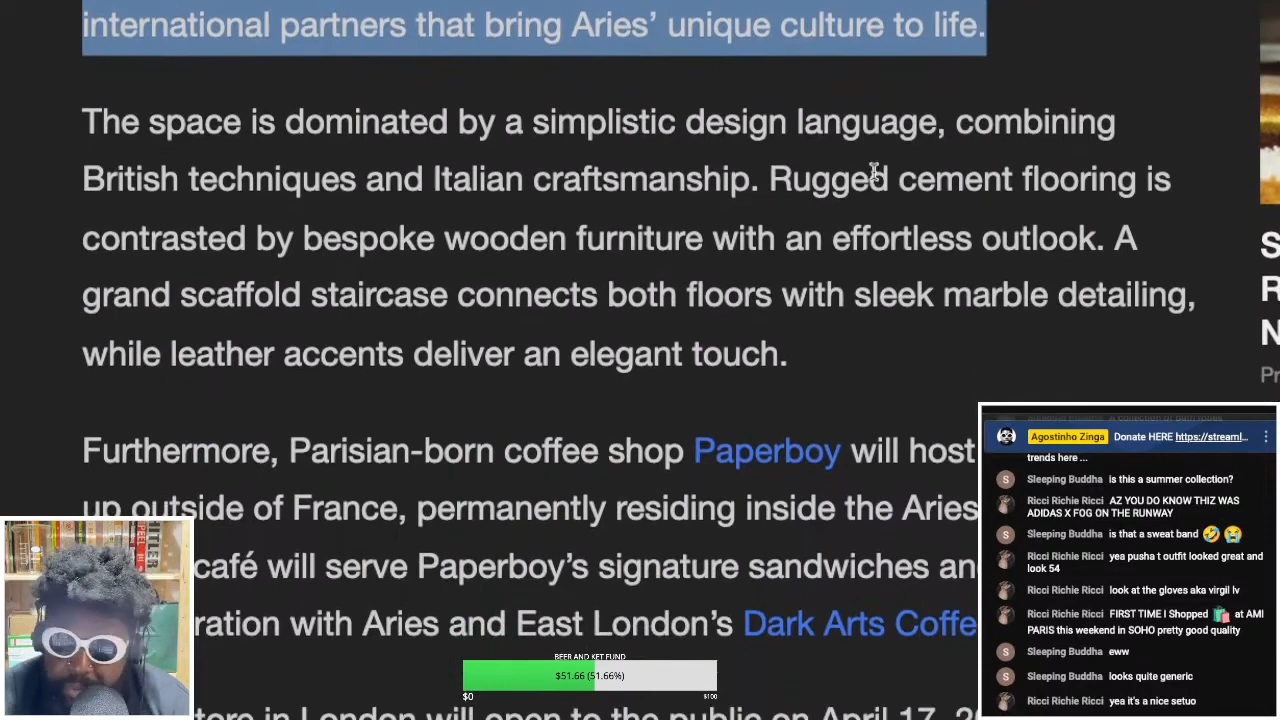 international partners that bring Aries’ unique culture to life.
The space is dominated by a simplistic design language, combining
British techniques and Italian craftsmanship. Rugged cement flooring is
contrasted by bespoke wooden furniture with an effortless outlook. A
grand scaffold staircase connects both floors with sleek marble detailing,
while leather accents deliver an elegant touch.
Furthermore, Parisian-born coffee shop Paperboy will host
up outside of France, permanently residing inside the Aries
café will serve Paperboy’s signature sandwiches an
ration with Aries and East London’s Dark Arts Coffe
tore in London will open to the public on April 17, 2
S
R
N
Pr
Agostinho Zinga Donate HERE https://streaml...
trends here ...
Sleeping Buddha is this a summer collection?
Ricci Richie Ricci AZ YOU DO KNOW THIZ WAS
ADIDAS X FOG ON THE RUNWAY
Sleeping Buddha is that a sweat band 🤣 😭
Ricci Richie Ricci yea pusha t outfit looked great and
look 54
Ricci Richie Ricci look at the gloves aka virgil lv
Ricci Richie Ricci FIRST TIME I Shopped 🛍️ at AMI
PARIS this weekend in SOHO pretty good quality
Sleeping Buddha eww
Sleeping Buddha looks quite generic
Ricci Richie Ricci yea it's a nice setuo
BEER AND KET FUND
$51.66 (51.66%)
$0 $100